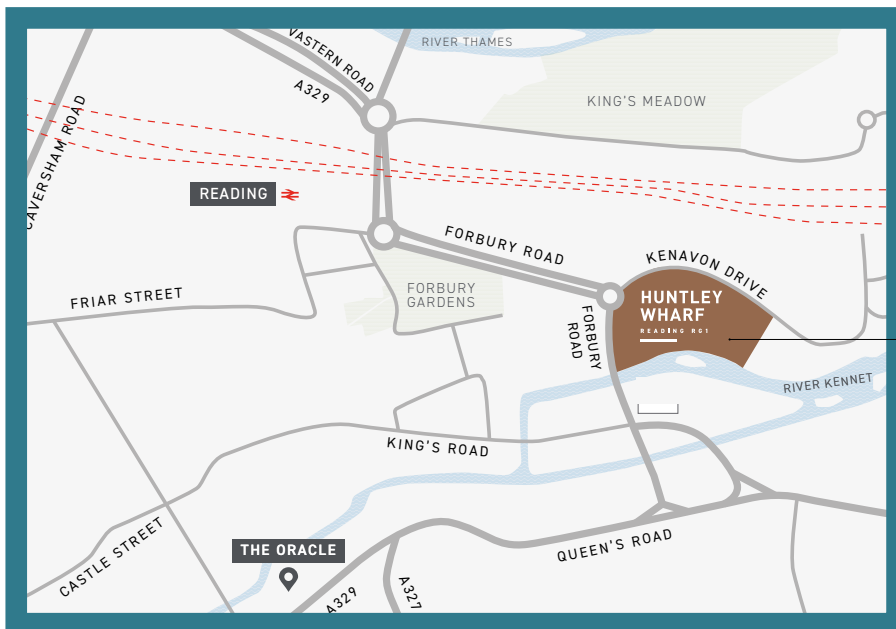 VASTERN ROAD
RIVER THAMES
A329
KING'S MEADOW
CAVERSHAM ROAD
READING
FORBURY ROAD
KENAVON DRIVE
FORBURY
GARDENS
HUNTLEY
WHARF
READING RG1
FRIAR STREET
FORBURY
ROAD
RIVER KENNET
KING'S ROAD
CASTLE STREET
THE ORACLE
QUEEN'S ROAD
A329
A327